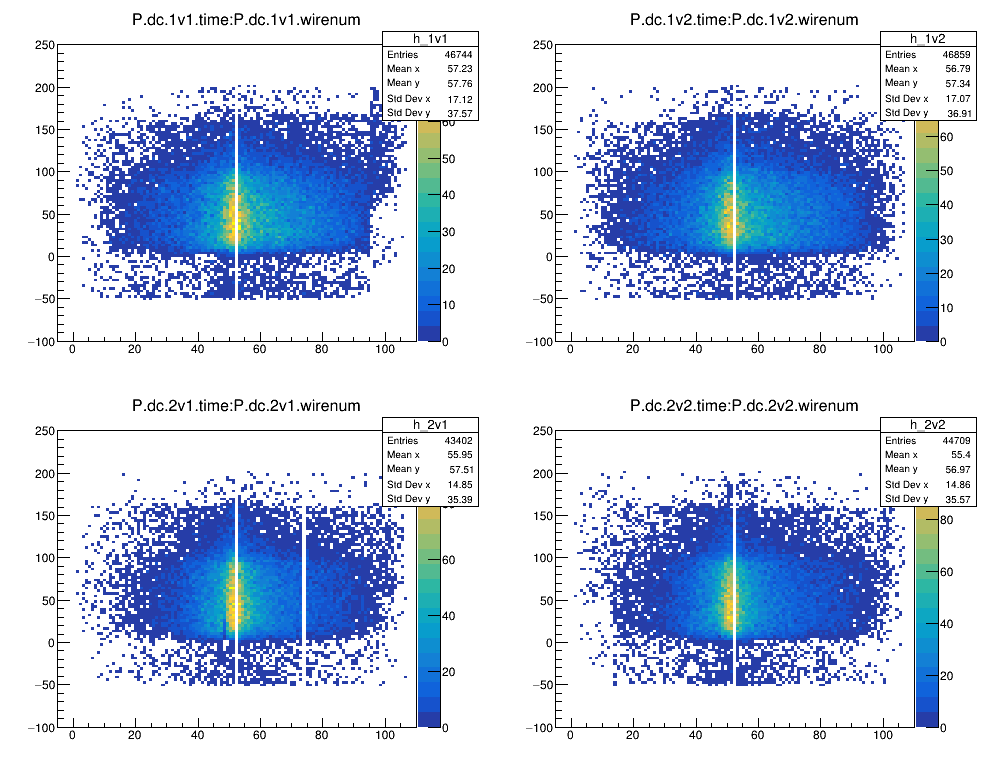 P.dc.1v1.time:P.dc.1v1.wirenum
h_1v1
Entries 46744
Mean x 57.23
Mean y 57.76
Std Dev x 17.12
Std Dev y 37.57
250
200
150
100
50
0
−50
−100
0 20 40 60 80 100
60
50
40
30
20
10
0
P.dc.1v2.time:P.dc.1v2.wirenum
h_1v2
Entries 46859
Mean x 56.79
Mean y 57.34
Std Dev x 17.07
Std Dev y 36.91
250
200
150
100
50
0
−50
−100
0 20 40 60 80 100
60
50
40
30
20
10
0
P.dc.2v1.time:P.dc.2v1.wirenum
h_2v1
Entries 43402
Mean x 55.95
Mean y 57.51
Std Dev x 14.85
Std Dev y 35.39
250
200
150
100
50
0
−50
−100
0 20 40 60 80 100
60
40
20
0
P.dc.2v2.time:P.dc.2v2.wirenum
h_2v2
Entries 44709
Mean x 55.4
Mean y 56.97
Std Dev x 14.86
Std Dev y 35.57
250
200
150
100
50
0
−50
−100
0 20 40 60 80 100
80
60
40
20
0